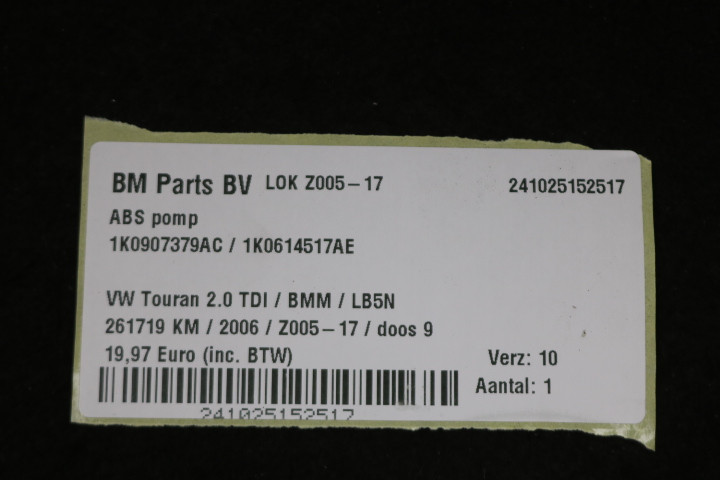 BM Parts BV LOK Z005-17 241025152517
ABS pomp
1K0907379AC / 1K0614517AE
VW Touran 2.0 TDI / BMM / LB5N
261719 KM / 2006 / Z005-17 / doos 9
19,97 Euro (inc. BTW) Verz: 10
Aantal: 1
241025152517